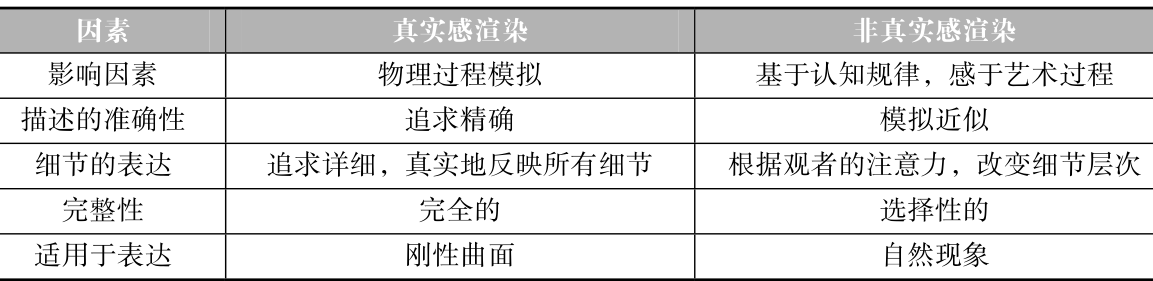 因素 真实感渲染 非真实感渲染
影响因素 物理过程模拟 基于认知规律，感于艺术过程
描述的准确性 追求精确 模拟近似
细节的表达 追求详细，真实地反映所有细节 根据观者的注意力，改变细节层次
完整性 完全的 选择性的
适用于表达 刚性曲面 自然现象